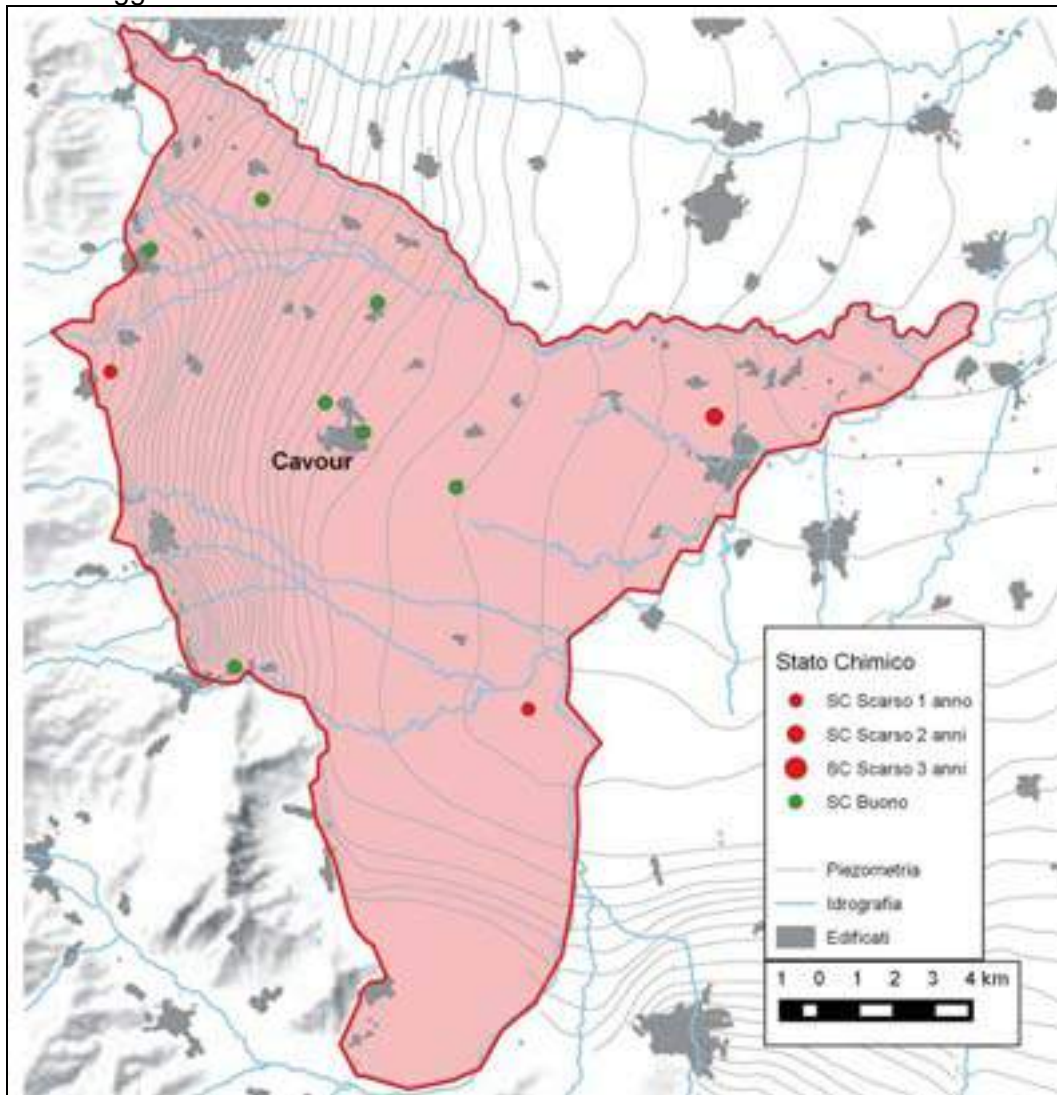 Cavour
Stato Chimico
SC Scarso 1 anno
SC Scarso 2 anni
SC Scarso 3 anni
SC Buono
Piezometria
Idrografia
Edificati
1 0 1 2 3 4 km